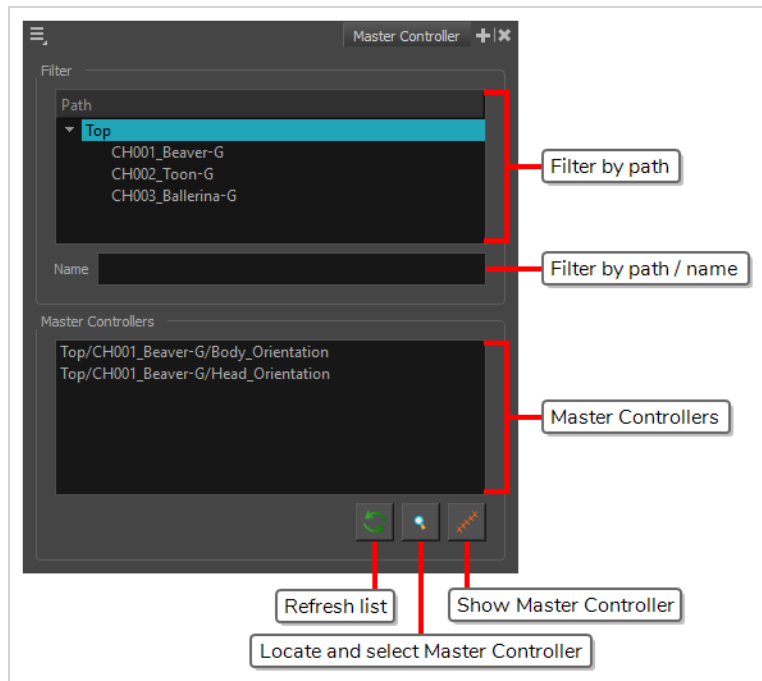 Master Controller
Filter
Path
Top
CH001_Beaver-G
CH002_Toon-G
CH003_Ballerina-G
Filter by path
Name
Filter by path / name
Master Controllers
Top/CH001_Beaver-G/Body_Orientation
Top/CH001_Beaver-G/Head_Orientation
Master Controllers
Refresh list
Show Master Controller
Locate and select Master Controller